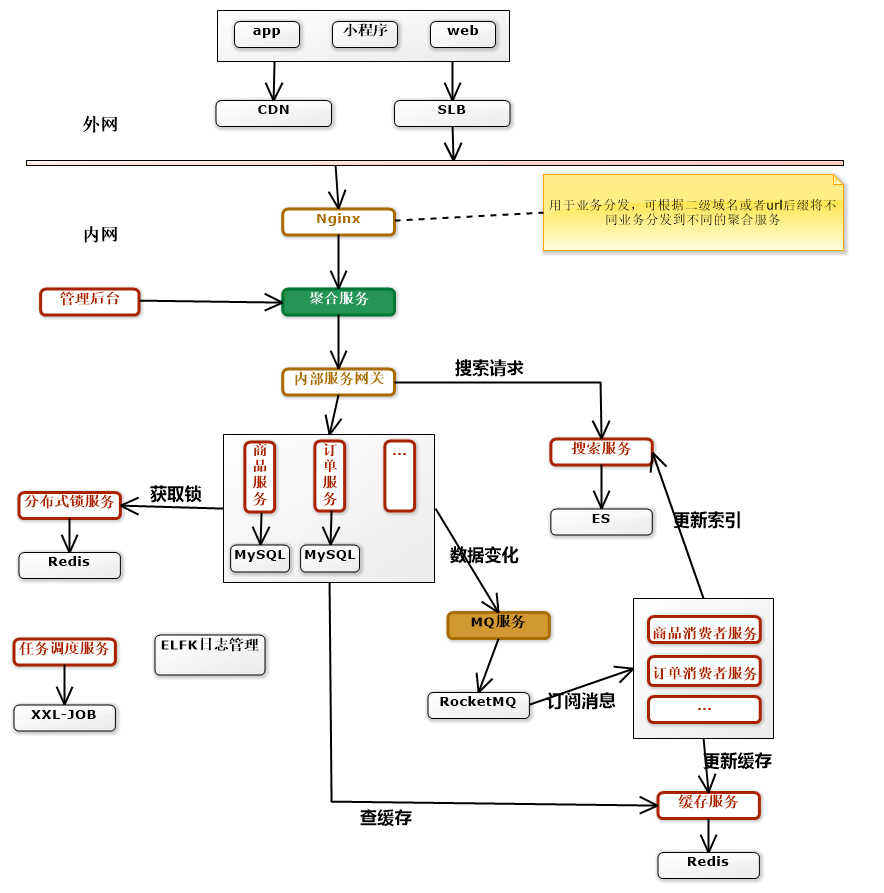 app
小程序
web
CDN
SLB
外网
Nginx
用于业务分发，可根据二级域名或者url后缀将不
同业务分发到不同的聚合服务
内网
管理后台
聚合服务
内部服务网关
搜索请求
商
品
服
务
订
单
服
务
...
搜索服务
分布式锁服务
获取锁
MySQL
MySQL
ES
更新索引
Redis
数据变化
MQ服务
商品消费者服务
任务调度服务
ELFK日志管理
订单消费者服务
XXL-JOB
RocketMQ
订阅消息
...
更新缓存
缓存服务
查缓存
Redis